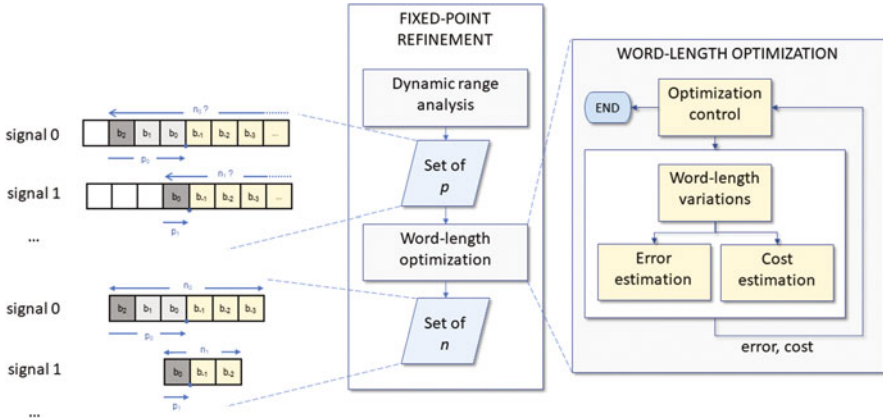 FIXED-POINT
REFINEMENT
Dynamic range
analysis
Set of
p
Word-length
optimization
Set of
n
WORD-LENGTH OPTIMIZATION
END
Optimization
control
Word-length
variations
Error
estimation
Cost
estimation
error, cost
signal 0
n₀ ?
b₂ b₁ b₀ b₋₁ b₋₂ b₋₃ ...
p₀
signal 1
n₁ ?
b₀ b₋₁ b₋₂ b₋₃ ...
p₁
...
signal 0
n₀
b₂ b₁ b₀ b₋₁ b₋₂ b₋₃
p₀
signal 1
n₁
b₀ b₋₁ b₋₂
p₁
...